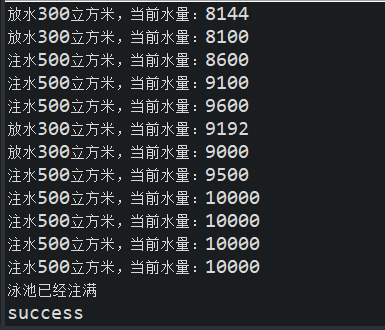 放水300立方米，当前水量：8144
放水300立方米，当前水量：8100
注水500立方米，当前水量：8600
注水500立方米，当前水量：9100
注水500立方米，当前水量：9600
放水300立方米，当前水量：9192
放水300立方米，当前水量：9000
注水500立方米，当前水量：9500
注水500立方米，当前水量：10000
注水500立方米，当前水量：10000
注水500立方米，当前水量：10000
注水500立方米，当前水量：10000
泳池已经注满
success